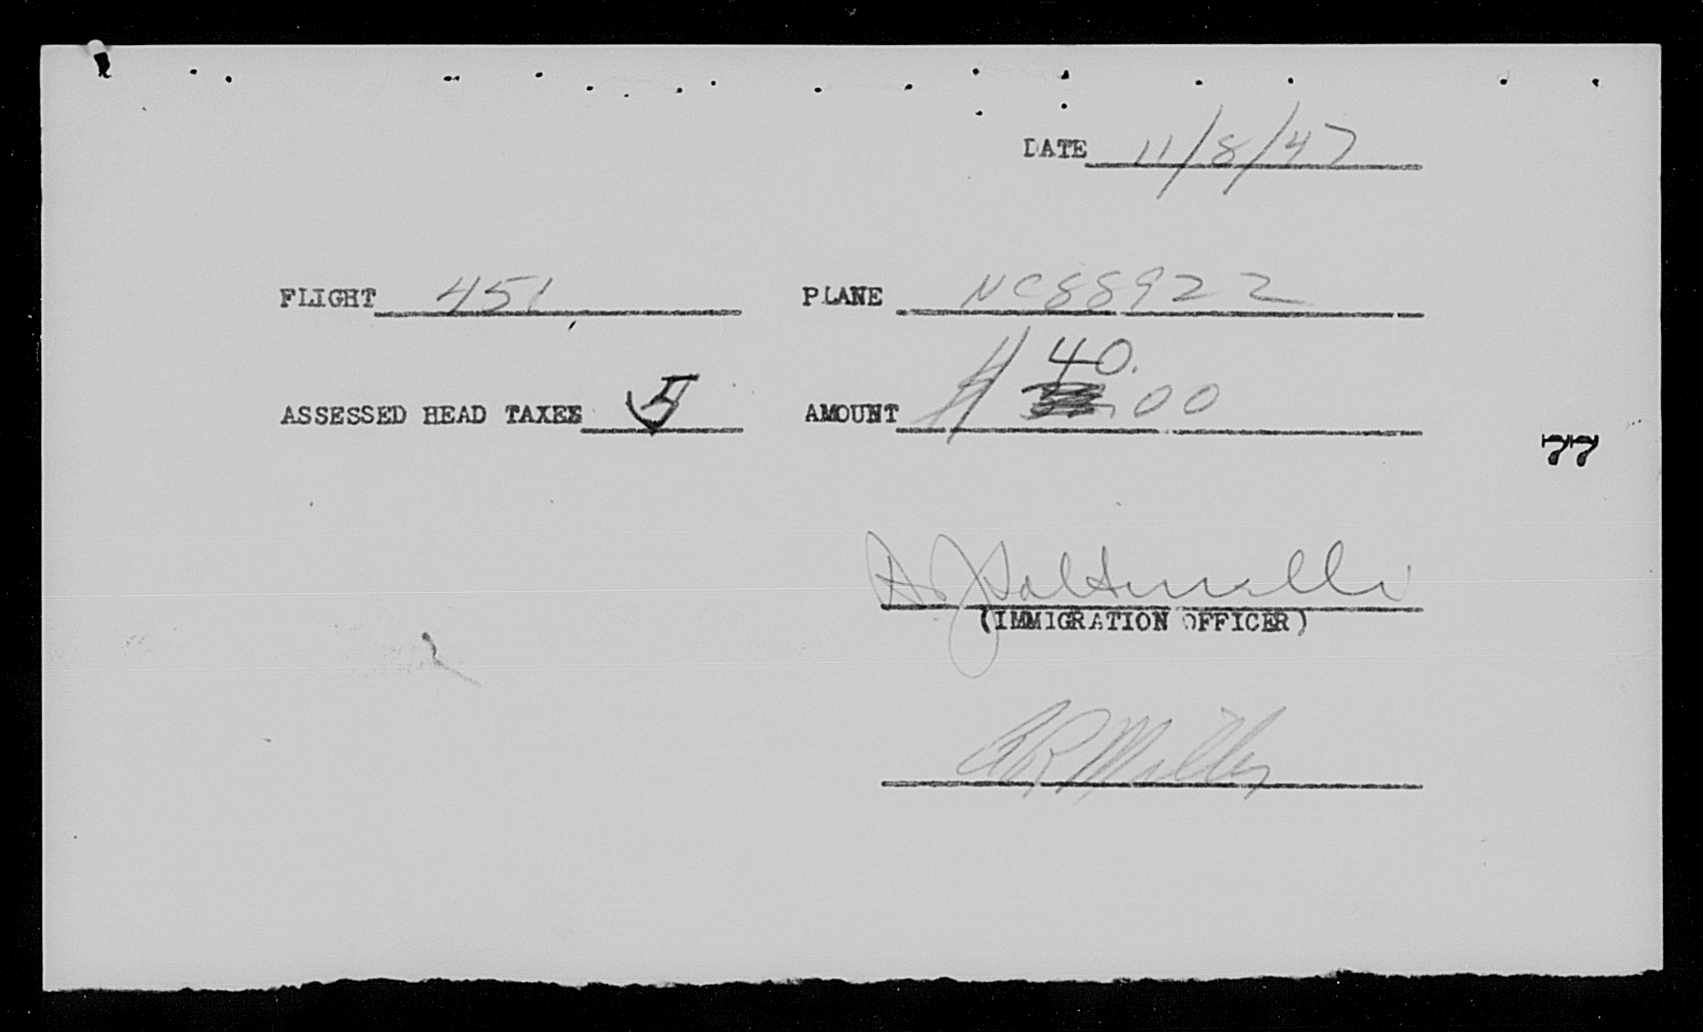 DATE 11/8/47
FLIGHT 451 PLANE NC88922
ASSESSED HEAD TAXES 5 AMOUNT $ 40.00
77
(IMMIGRATION OFFICER)